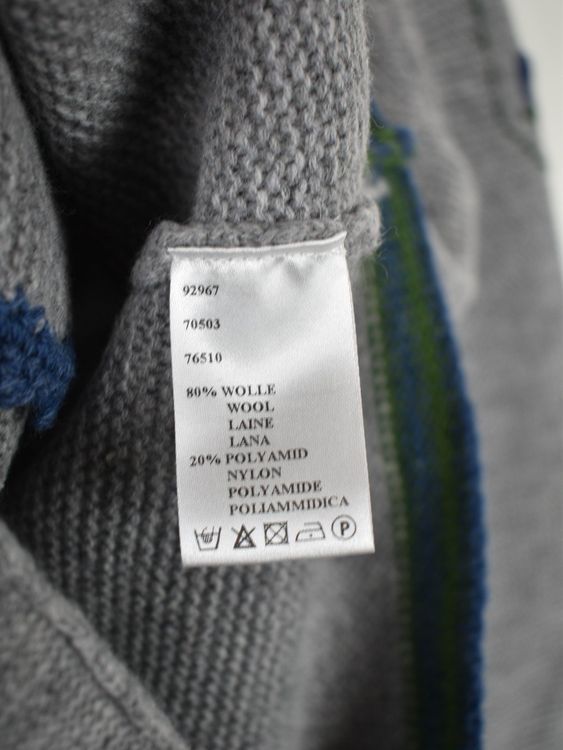 92967
70503
76510
80% WOLLE
WOOL
LAINE
LANA
20% POLYAMID
NYLON
POLYAMIDE
POLIAMMIDICA
P